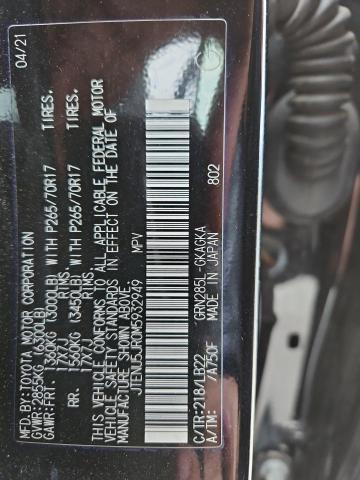 MFD.BY:TOYOTA MOTOR CORPORATION 04/21
GVWR:2895KG (6300LB)
GAWR:FRT. 1360KG (3000LB) WITH P265/70R17 TIRES.
17X7J RIMS.
RR. 1560KG (3450LB) WITH P265/70R17 TIRES.
17X7J RIMS.
THIS VEHICLE CONFORMS TO ALL APPLICABLE FEDERAL MOTOR
VEHICLE SAFETY STANDARDS IN EFFECT ON THE DATE OF
MANUFACTURE SHOWN ABOVE.
JTENU5JR0M5932949 MPV
C/TR:218/LB22 GRN285L-GKAGKA
A/TM: /A750F MADE IN JAPAN 802